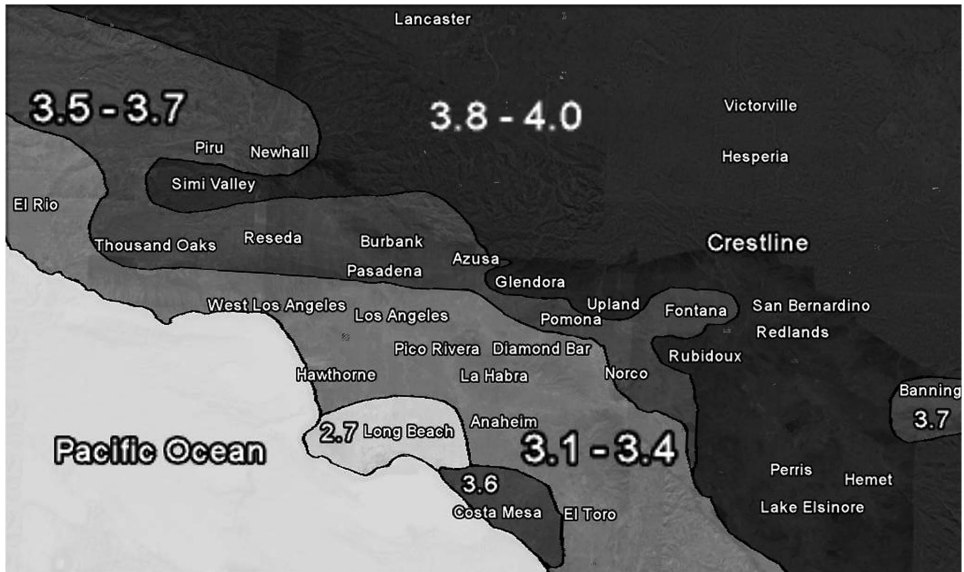 Lancaster
3.5 - 3.7
3.8 - 4.0
Victorville
Piru
Newhall
Hesperia
Simi Valley
El Rio
Thousand Oaks
Reseda
Burbank
Crestline
Azusa
Pasadena
Glendora
West Los Angeles
Los Angeles
Upland
Pomona
Fontana
San Bernardino
Redlands
Pico Rivera
Diamond Bar
Rubidoux
Hawthorne
La Habra
Norco
Banning
3.7
2.7
Long Beach
Anaheim
Pacific Ocean
3.1 - 3.4
Perris
Hemet
3.6
Costa Mesa
El Toro
Lake Elsinore